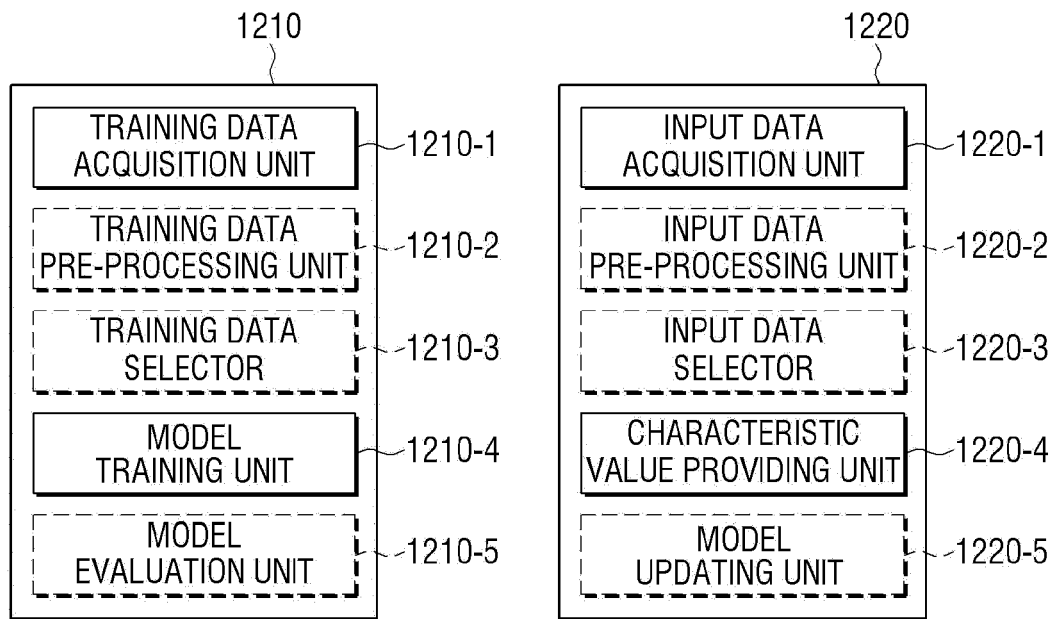 1210
TRAINING DATA
ACQUISITION UNIT
1210-1
TRAINING DATA
PRE-PROCESSING UNIT
1210-2
TRAINING DATA
SELECTOR
1210-3
MODEL
TRAINING UNIT
1210-4
MODEL
EVALUATION UNIT
1210-5
1220
INPUT DATA
ACQUISITION UNIT
1220-1
INPUT DATA
PRE-PROCESSING UNIT
1220-2
INPUT DATA
SELECTOR
1220-3
CHARACTERISTIC
VALUE PROVIDING UNIT
1220-4
MODEL
UPDATING UNIT
1220-5